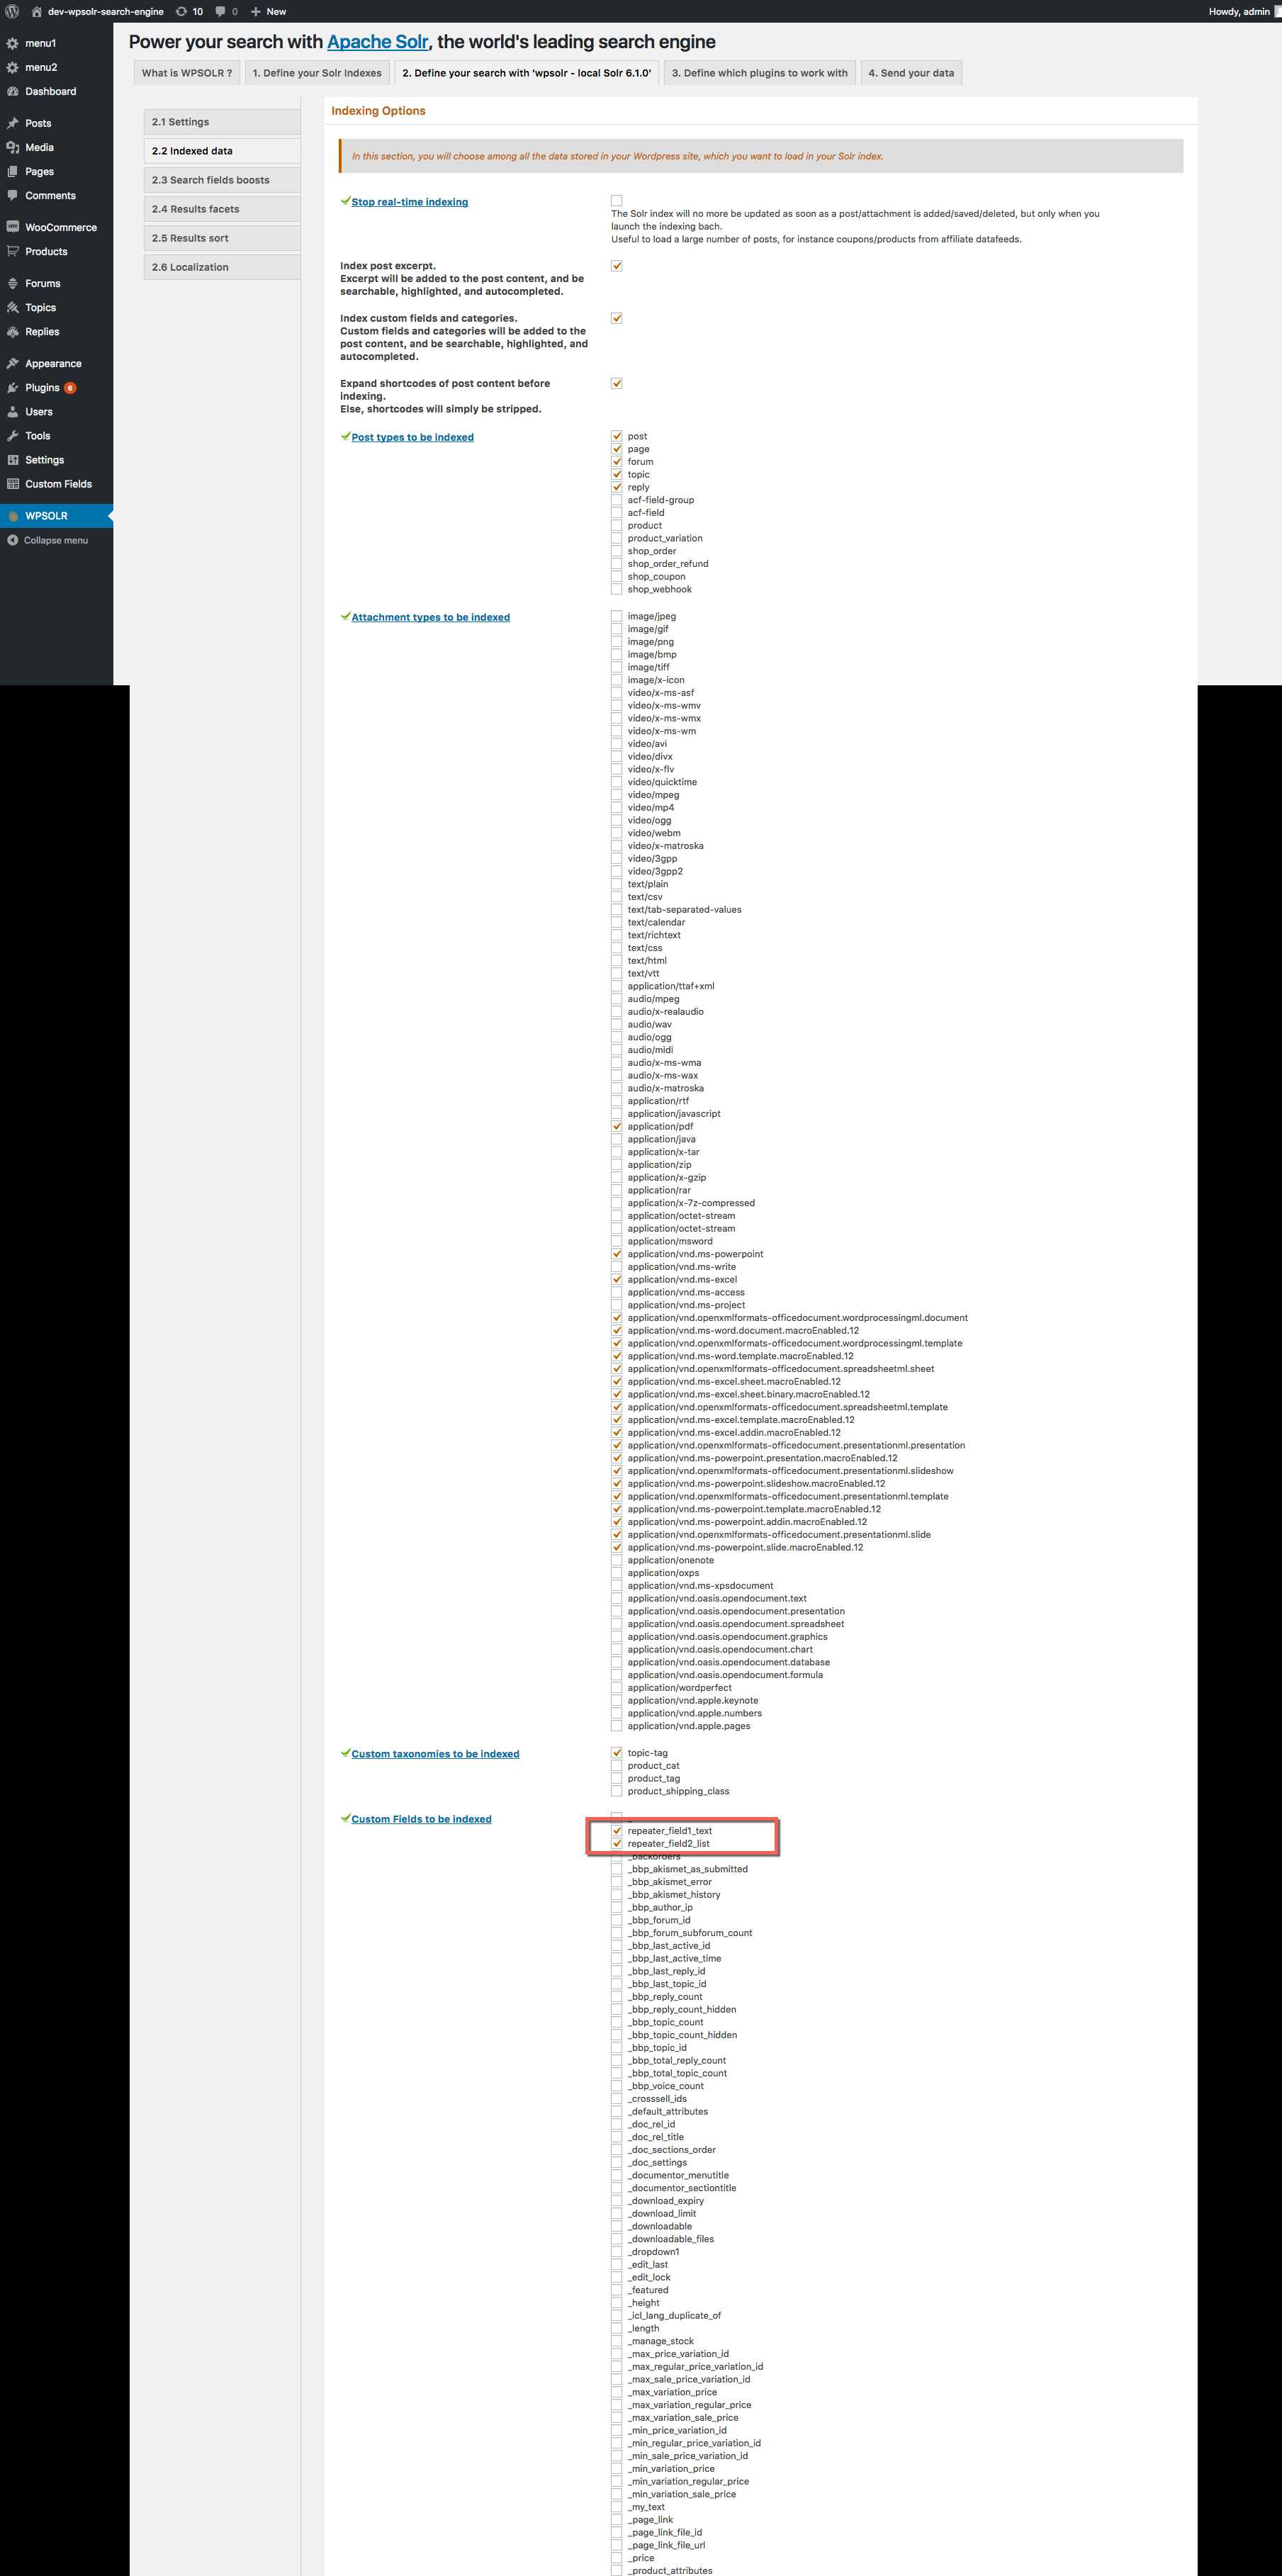 dev-wpsolr-search-engine 10 0 New Howdy, admin
menu1
menu2
Dashboard
Posts
Media
Pages
Comments
WooCommerce
Products
Forums
Topics
Replies
Appearance
Plugins 6
Users
Tools
Settings
Custom Fields
WPSOLR
Collapse menu
Power your search with Apache Solr, the world's leading search engine
What is WPSOLR ? 1. Define your Solr Indexes 2. Define your search with 'wpsolr - local Solr 6.1.0' 3. Define which plugins to work with 4. Send your data
2.1 Settings
2.2 Indexed data
2.3 Search fields boosts
2.4 Results facets
2.5 Results sort
2.6 Localization
Indexing Options
In this section, you will choose among all the data stored in your Wordpress site, which you want to load in your Solr index.
Stop real-time indexing
The Solr index will no more be updated as soon as a post/attachment is added/saved/deleted, but only when you
launch the indexing bach.
Useful to load a large number of posts, for instance coupons/products from affiliate datafeeds.
Index post excerpt.
Excerpt will be added to the post content, and be
searchable, highlighted, and autocompleted.
Index custom fields and categories.
Custom fields and categories will be added to the
post content, and be searchable, highlighted, and
autocompleted.
Expand shortcodes of post content before
indexing.
Else, shortcodes will simply be stripped.
Post types to be indexed
post
page
forum
topic
reply
acf-field-group
acf-field
product
product_variation
shop_order
shop_order_refund
shop_coupon
shop_webhook
Attachment types to be indexed
image/jpeg
image/gif
image/png
image/bmp
image/tiff
image/x-icon
video/x-ms-asf
video/x-ms-wmv
video/x-ms-wmx
video/x-ms-wm
video/avi
video/divx
video/x-flv
video/quicktime
video/mpeg
video/mp4
video/ogg
video/webm
video/x-matroska
video/3gpp
video/3gpp2
text/plain
text/csv
text/tab-separated-values
text/calendar
text/richtext
text/css
text/html
text/vtt
application/ttaf+xml
audio/mpeg
audio/x-realaudio
audio/wav
audio/ogg
audio/midi
audio/x-ms-wma
audio/x-ms-wax
audio/x-matroska
application/rtf
application/javascript
application/pdf
application/java
application/x-tar
application/zip
application/x-gzip
application/rar
application/x-7z-compressed
application/octet-stream
application/octet-stream
application/msword
application/vnd.ms-powerpoint
application/vnd.ms-write
application/vnd.ms-excel
application/vnd.ms-access
application/vnd.ms-project
application/vnd.openxmlformats-officedocument.wordprocessingml.document
application/vnd.ms-word.document.macroEnabled.12
application/vnd.openxmlformats-officedocument.wordprocessingml.template
application/vnd.ms-word.template.macroEnabled.12
application/vnd.openxmlformats-officedocument.spreadsheetml.sheet
application/vnd.ms-excel.sheet.macroEnabled.12
application/vnd.ms-excel.sheet.binary.macroEnabled.12
application/vnd.openxmlformats-officedocument.spreadsheetml.template
application/vnd.ms-excel.template.macroEnabled.12
application/vnd.ms-excel.addin.macroEnabled.12
application/vnd.openxmlformats-officedocument.presentationml.presentation
application/vnd.ms-powerpoint.presentation.macroEnabled.12
application/vnd.openxmlformats-officedocument.presentationml.slideshow
application/vnd.ms-powerpoint.slideshow.macroEnabled.12
application/vnd.openxmlformats-officedocument.presentationml.template
application/vnd.ms-powerpoint.template.macroEnabled.12
application/vnd.ms-powerpoint.addin.macroEnabled.12
application/vnd.openxmlformats-officedocument.presentationml.slide
application/vnd.ms-powerpoint.slide.macroEnabled.12
application/onenote
application/oxps
application/vnd.ms-xpsdocument
application/vnd.oasis.opendocument.text
application/vnd.oasis.opendocument.presentation
application/vnd.oasis.opendocument.spreadsheet
application/vnd.oasis.opendocument.graphics
application/vnd.oasis.opendocument.chart
application/vnd.oasis.opendocument.database
application/vnd.oasis.opendocument.formula
application/wordperfect
application/vnd.apple.keynote
application/vnd.apple.numbers
application/vnd.apple.pages
Custom taxonomies to be indexed
topic-tag
product_cat
product_tag
product_shipping_class
Custom Fields to be indexed
repeater_field1_text
repeater_field2_list
_backorders
_bbp_akismet_as_submitted
_bbp_akismet_error
_bbp_akismet_history
_bbp_author_ip
_bbp_forum_id
_bbp_forum_subforum_count
_bbp_last_active_id
_bbp_last_active_time
_bbp_last_reply_id
_bbp_last_topic_id
_bbp_reply_count
_bbp_reply_count_hidden
_bbp_topic_count
_bbp_topic_count_hidden
_bbp_topic_id
_bbp_total_reply_count
_bbp_total_topic_count
_bbp_voice_count
_crosssell_ids
_default_attributes
_doc_rel_id
_doc_rel_title
_doc_sections_order
_doc_settings
_documentor_menutitle
_documentor_sectiontitle
_download_expiry
_download_limit
_downloadable
_downloadable_files
_dropdown1
_edit_last
_edit_lock
_featured
_height
_icl_lang_duplicate_of
_length
_manage_stock
_max_price_variation_id
_max_regular_price_variation_id
_max_sale_price_variation_id
_max_variation_price
_max_variation_regular_price
_max_variation_sale_price
_min_price_variation_id
_min_regular_price_variation_id
_min_sale_price_variation_id
_min_variation_price
_min_variation_regular_price
_min_variation_sale_price
_my_text
_page_link
_page_link_file_id
_page_link_file_url
_price
_product_attributes